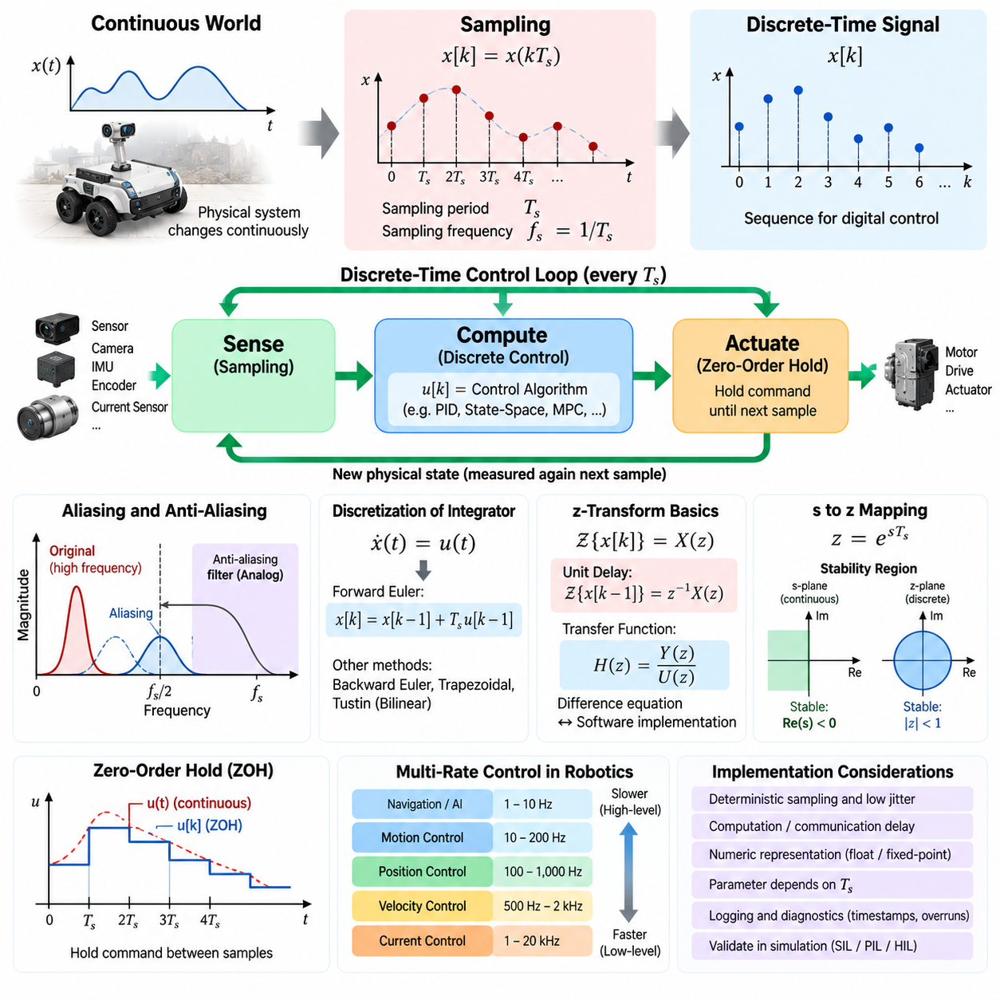 Continuous World
x(t)
t
Physical system
changes continuously
Sampling
x[k] = x(kTₛ)
x
0 Tₛ 2Tₛ 3Tₛ 4Tₛ ... t
Sampling period Tₛ
Sampling frequency fₛ = 1/Tₛ
Discrete-Time Signal
x[k]
x
0 1 2 3 4 5 6 ... k
Sequence for digital control
Discrete-Time Control Loop (every Tₛ)
Sensor
Camera
IMU
Encoder
Current Sensor
...
Sense
(Sampling)
Compute
(Discrete Control)
u[k] = Control Algorithm
(e.g. PID, State-Space, MPC, ...)
Actuate
(Zero-Order Hold)
Hold command
until next sample
Motor
Drive
Actuator
...
New physical state (measured again next sample)
Aliasing and Anti-Aliasing
Original
(high frequency)
Anti-aliasing
filter (Analog)
Aliasing
Magnitude
0 fₛ/2 fₛ
Frequency
Discretization of Integrator
ẋ(t) = u(t)
Forward Euler:
x[k] = x[k−1] + Tₛu[k−1]
Other methods:
Backward Euler, Trapezoidal,
Tustin (Bilinear)
z-Transform Basics
Z{x[k]} = X(z)
Unit Delay:
Z{x[k−1]} = z⁻¹X(z)
Transfer Function:
H(z) = Y(z)/U(z)
Difference equation
↔ Software implementation
s to z Mapping
z = e^{sTₛ}
Stability Region
s-plane
(continuous)
Im
Re
Stable:
Re(s) < 0
z-plane
(discrete)
Im
Re
Stable:
|z| < 1
Zero-Order Hold (ZOH)
u
u(t) (continuous)
u[k] (ZOH)
0 Tₛ 2Tₛ 3Tₛ 4Tₛ t
Hold command between samples
Multi-Rate Control in Robotics
Navigation / AI 1 – 10 Hz
Motion Control 10 – 200 Hz
Position Control 100 – 1,000 Hz
Velocity Control 500 Hz – 2 kHz
Current Control 1 – 20 kHz
Slower
(High-level)
Faster
(Low-level)
Implementation Considerations
Deterministic sampling and low jitter
Computation / communication delay
Numeric representation (float / fixed-point)
Parameter depends on Tₛ
Logging and diagnostics (timestamps, overruns)
Validate in simulation (SIL / PIL / HIL)